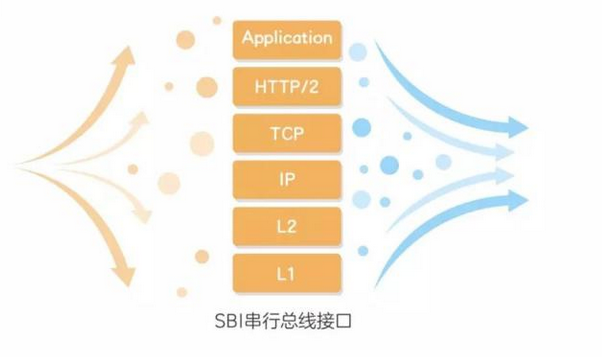 Application
HTTP/2
TCP
IP
L2
L1
SBI串行总线接口